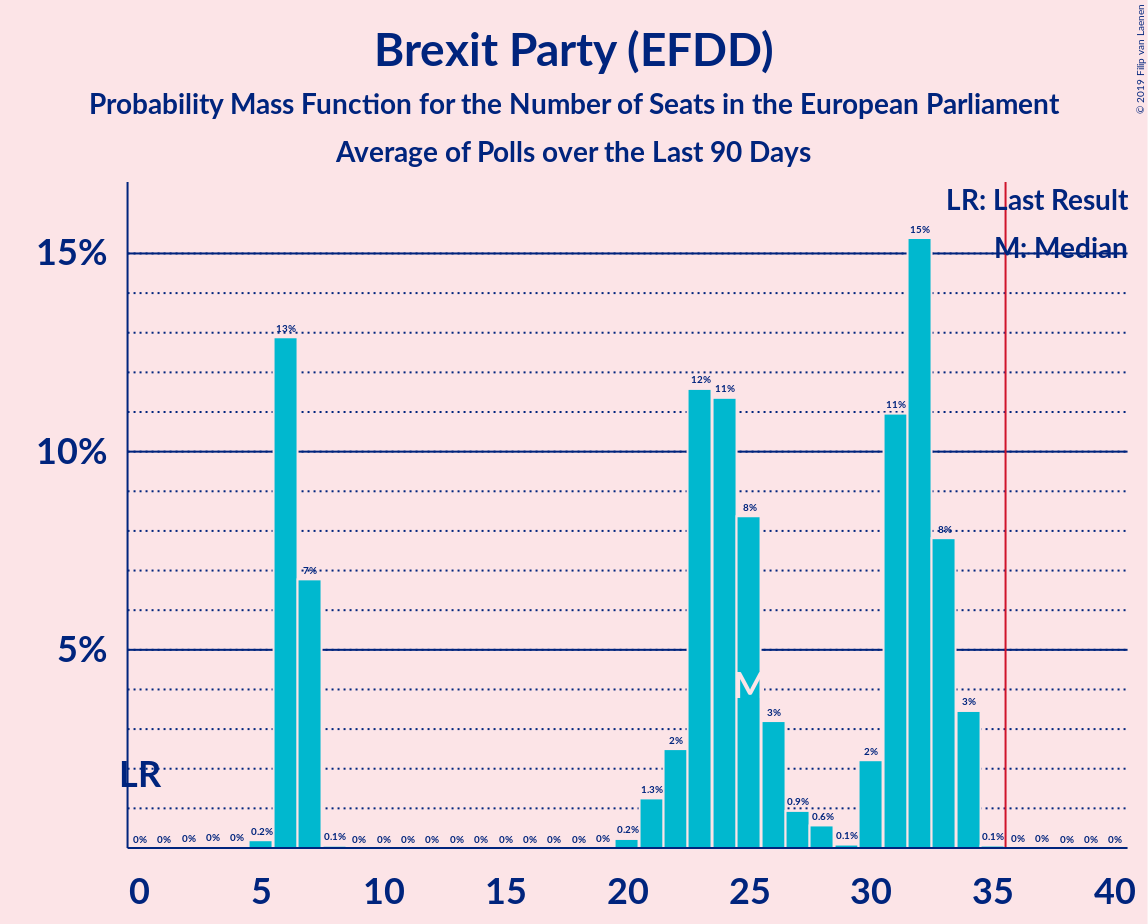 Brexit Party (EFDD)
Probability Mass Function for the Number of Seats in the European Parliament
Average of Polls over the Last 90 Days
© 2019 Filip van Laenen
LR: Last Result
M: Median
15%
10%
5%
0% 0% 0% 0% 0% 0.2% 13% 7% 0.1% 0% 0% 0% 0% 0% 0% 0% 0% 0% 0% 0% 0.2% 1.3% 2% 12% 11% 8% 3% 0.9% 0.6% 0.1% 2% 11% 15% 8% 3% 0.1% 0% 0% 0% 0% 0%
M
LR
0 5 10 15 20 25 30 35 40